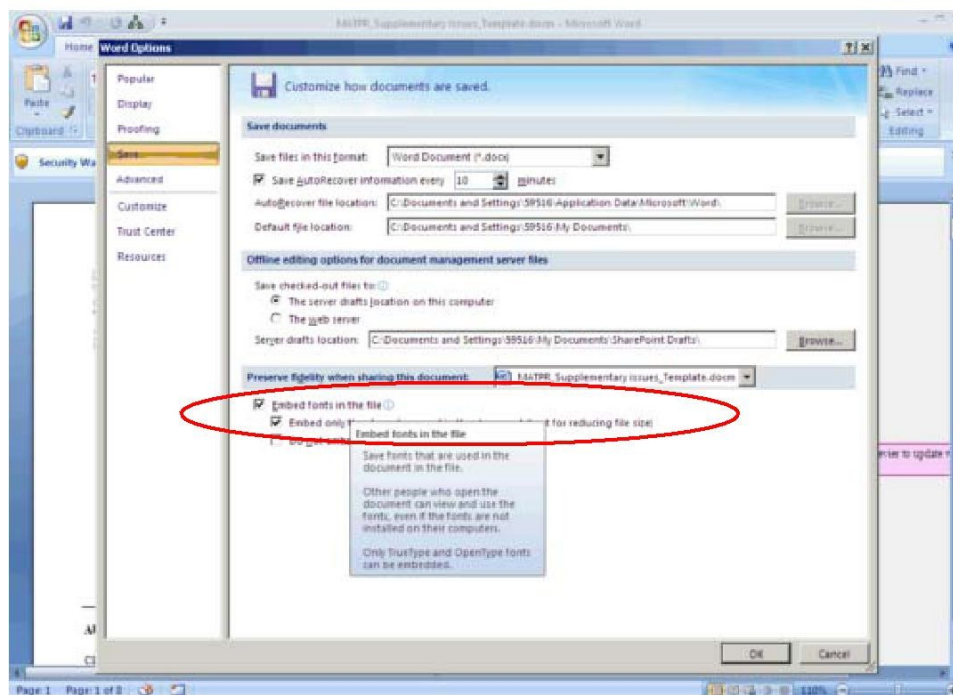 MATPR_Supplementary issues_Template.docm - Microsoft Word
Home
Word Options
Paste
Clipboard
Find
Replace
Select
Editing
Security Wa
Popular
Display
Proofing
Save
Advanced
Customize
Trust Center
Resources
Customize how documents are saved.
Save documents
Save files in this format: Word Document (*.docx)
Save AutoRecover information every 10 minutes
AutoRecover file location: C:\Documents and Settings\59516\Application Data\Microsoft\Word\ Browse...
Default file location: C:\Documents and Settings\59516\My Documents\ Browse...
Offline editing options for document management server files
Save checked-out files to:
The server drafts location on this computer
The web server
Server drafts location: C:\Documents and Settings\59516\My Documents\SharePoint Drafts\ Browse...
Preserve fidelity when sharing this document: MATPR_Supplementary issues_Template.docm
Embed fonts in the file
Embed only for reducing file size)
Do not
Embed fonts in the file
Save fonts that are used in the
document in the file.
Other people who open the
document can view and use the
fonts, even if the fonts are not
installed on their computers.
Only TrueType and OpenType fonts
can be embedded.
to update
OK Cancel
Page: 1 Page: 1 of 8 110%